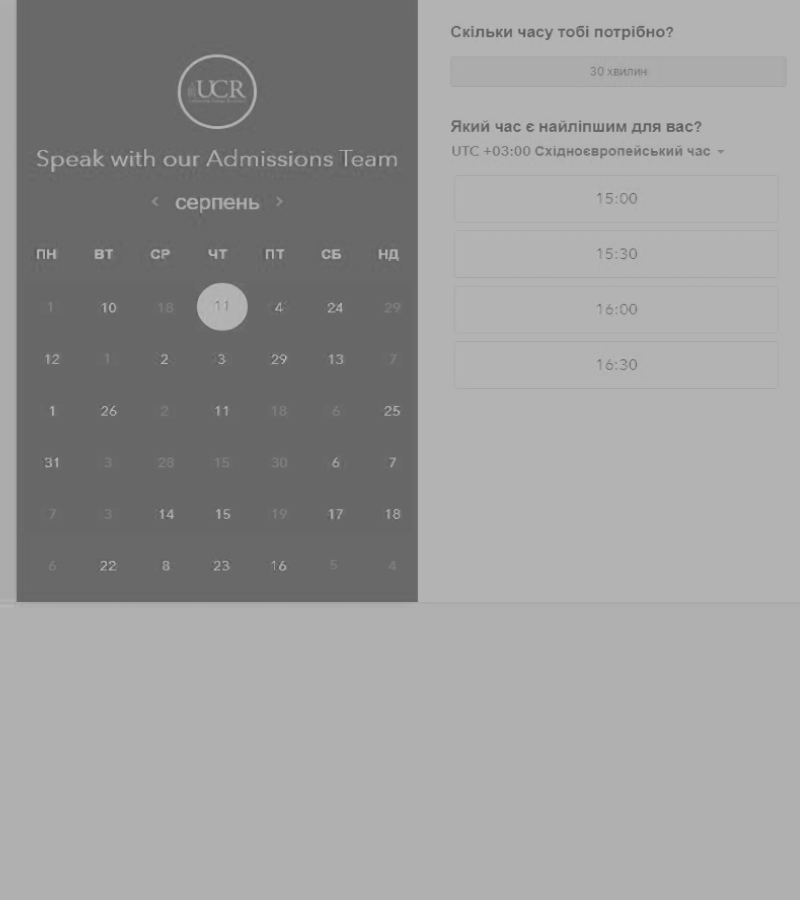 UCR
Speak with our Admissions Team
серпень
ПН ВТ СР ЧТ ПТ СБ НД
1 10 18 11 4 24 29
12 1 2 3 29 13 7
1 26 2 11 18 6 25
31 3 28 15 30 6 7
7 3 14 15 19 17 18
6 22 8 23 16 5 4
Скільки часу тобі потрібно?
30 хвилин
Який час є найліпшим для вас?
UTC +03:00 Східноєвропейський час
15:00
15:30
16:00
16:30